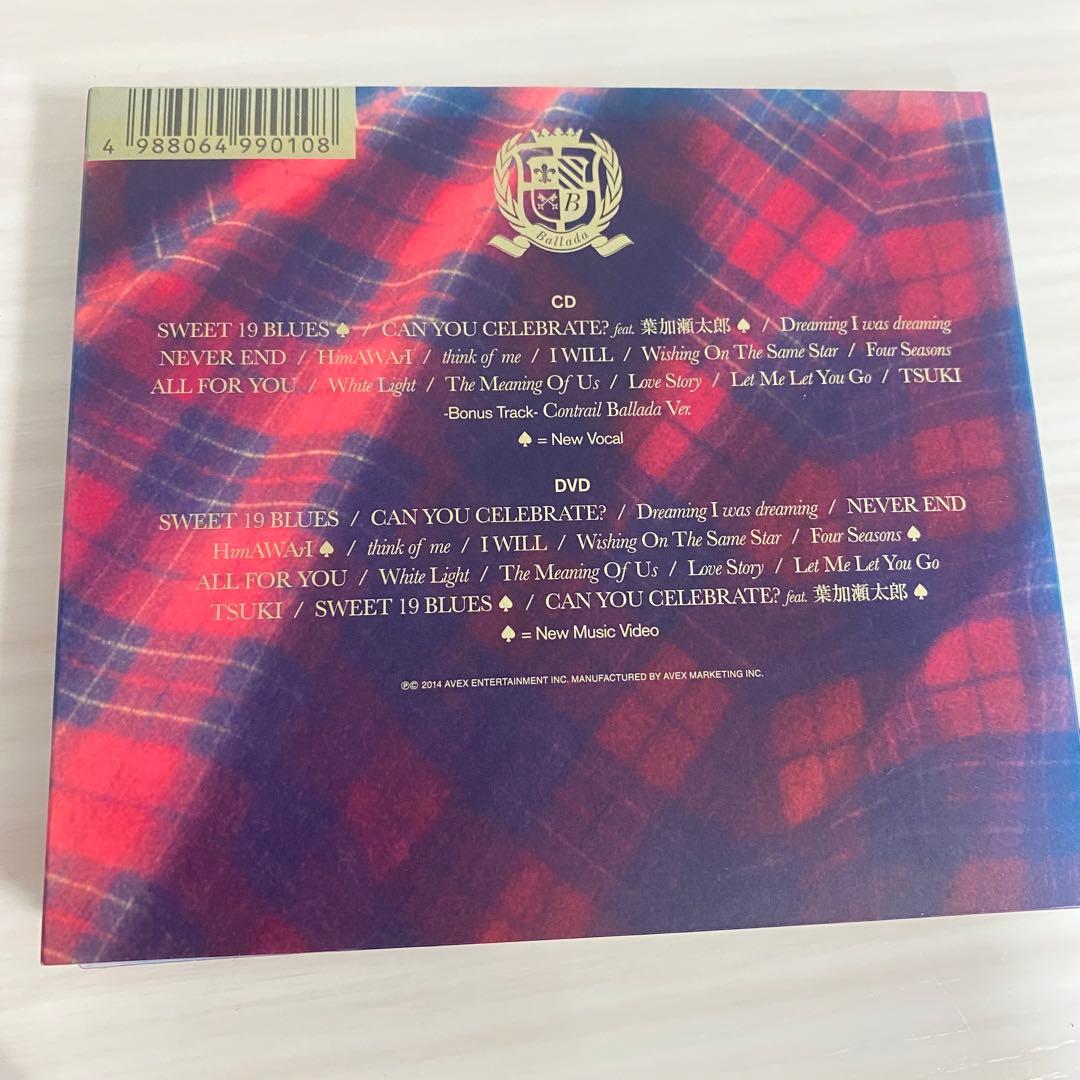 4 988064 990108
B
Ballada
CD
SWEET 19 BLUES ♠ / CAN YOU CELEBRATE? feat. 葉加瀬太郎 ♠ / Dreaming I was dreaming
NEVER END / HimAWArI / think of me / I WILL / Wishing On The Same Star / Four Seasons
ALL FOR YOU / White Light / The Meaning Of Us / Love Story / Let Me Let You Go / TSUKI
-Bonus Track- Contrail Ballada Ver.
♠ = New Vocal
DVD
SWEET 19 BLUES / CAN YOU CELEBRATE? / Dreaming I was dreaming / NEVER END
HimAWArI ♠ / think of me / I WILL / Wishing On The Same Star / Four Seasons ♠
ALL FOR YOU / White Light / The Meaning Of Us / Love Story / Let Me Let You Go
TSUKI / SWEET 19 BLUES ♠ / CAN YOU CELEBRATE? feat. 葉加瀬太郎 ♠
♠ = New Music Video
℗© 2014 AVEX ENTERTAINMENT INC. MANUFACTURED BY AVEX MARKETING INC.